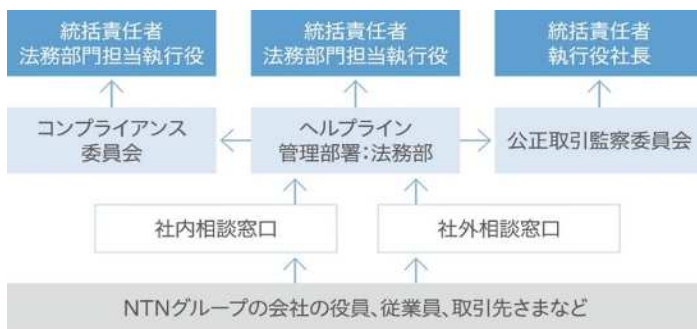 統括責任者
法務部門担当執行役
統括責任者
法務部門担当執行役
統括責任者
執行役社長
コンプライアンス
委員会
ヘルプライン
管理部署:法務部
公正取引監察委員会
社内相談窓口
社外相談窓口
NTNグループの会社の役員、従業員、取引先さまなど